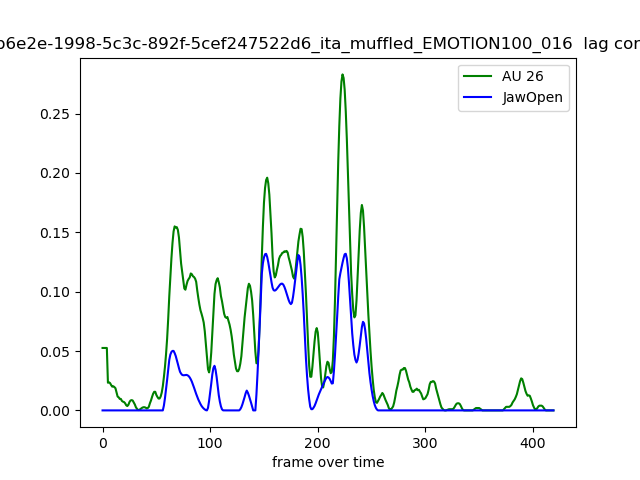 b6e2e-1998-5c3c-892f-5cef247522d6_ita_muffled_EMOTION100_016 lag cor
AU 26
JawOpen
0.25
0.20
0.15
0.10
0.05
0.00
0 100 200 300 400
frame over time